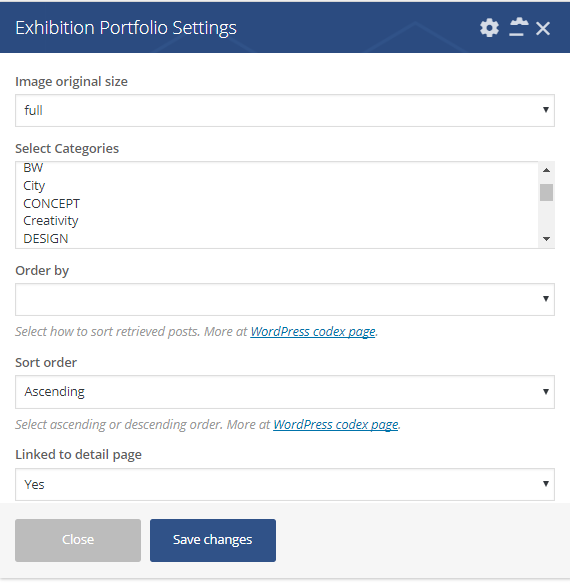 Exhibition Portfolio Settings
Image original size
full
Select Categories
BW
City
CONCEPT
Creativity
DESIGN
Order by
Select how to sort retrieved posts. More at WordPress codex page.
Sort order
Ascending
Select ascending or descending order. More at WordPress codex page.
Linked to detail page
Yes
Close Save changes